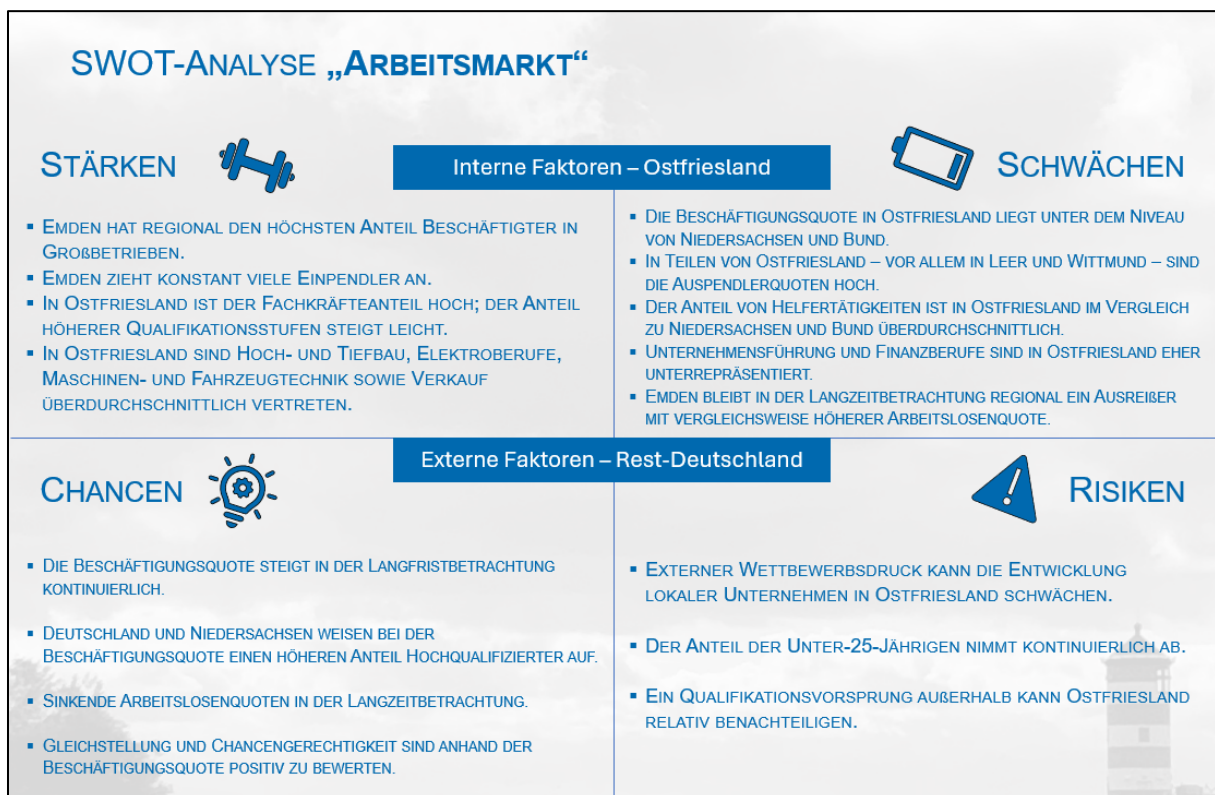 SWOT-Analyse „Arbeitsmarkt“
Stärken
Interne Faktoren – Ostfriesland
Schwächen
▪ Emden hat regional den höchsten Anteil Beschäftigter in
Großbetrieben.
▪ Emden zieht konstant viele Einpendler an.
▪ In Ostfriesland ist der Fachkräfteanteil hoch; der Anteil
höherer Qualifikationsstufen steigt leicht.
▪ In Ostfriesland sind Hoch- und Tiefbau, Elektroberufe,
Maschinen- und Fahrzeugtechnik sowie Verkauf
überdurchschnittlich vertreten.
▪ Die Beschäftigungsquote in Ostfriesland liegt unter dem Niveau
von Niedersachsen und Bund.
▪ In Teilen von Ostfriesland – vor allem in Leer und Wittmund – sind
die Auspendlerquoten hoch.
▪ Der Anteil von Helfertätigkeiten ist in Ostfriesland im Vergleich
zu Niedersachsen und Bund überdurchschnittlich.
▪ Unternehmensführung und Finanzberufe sind in Ostfriesland eher
unterrepräsentiert.
▪ Emden bleibt in der Langzeitbetrachtung regional ein Ausreißer
mit vergleichsweise höherer Arbeitslosenquote.
Chancen
Externe Faktoren – Rest-Deutschland
Risiken
▪ Die Beschäftigungsquote steigt in der Langfristbetrachtung
kontinuierlich.
▪ Deutschland und Niedersachsen weisen bei der
Beschäftigungsquote einen höheren Anteil Hochqualifizierter auf.
▪ Sinkende Arbeitslosenquoten in der Langzeitbetrachtung.
▪ Gleichstellung und Chancengerechtigkeit sind anhand der
Beschäftigungsquote positiv zu bewerten.
▪ Externer Wettbewerbsdruck kann die Entwicklung
lokaler Unternehmen in Ostfriesland schwächen.
▪ Der Anteil der Unter-25-Jährigen nimmt kontinuierlich ab.
▪ Ein Qualifikationsvorsprung außerhalb kann Ostfriesland
relativ benachteiligen.